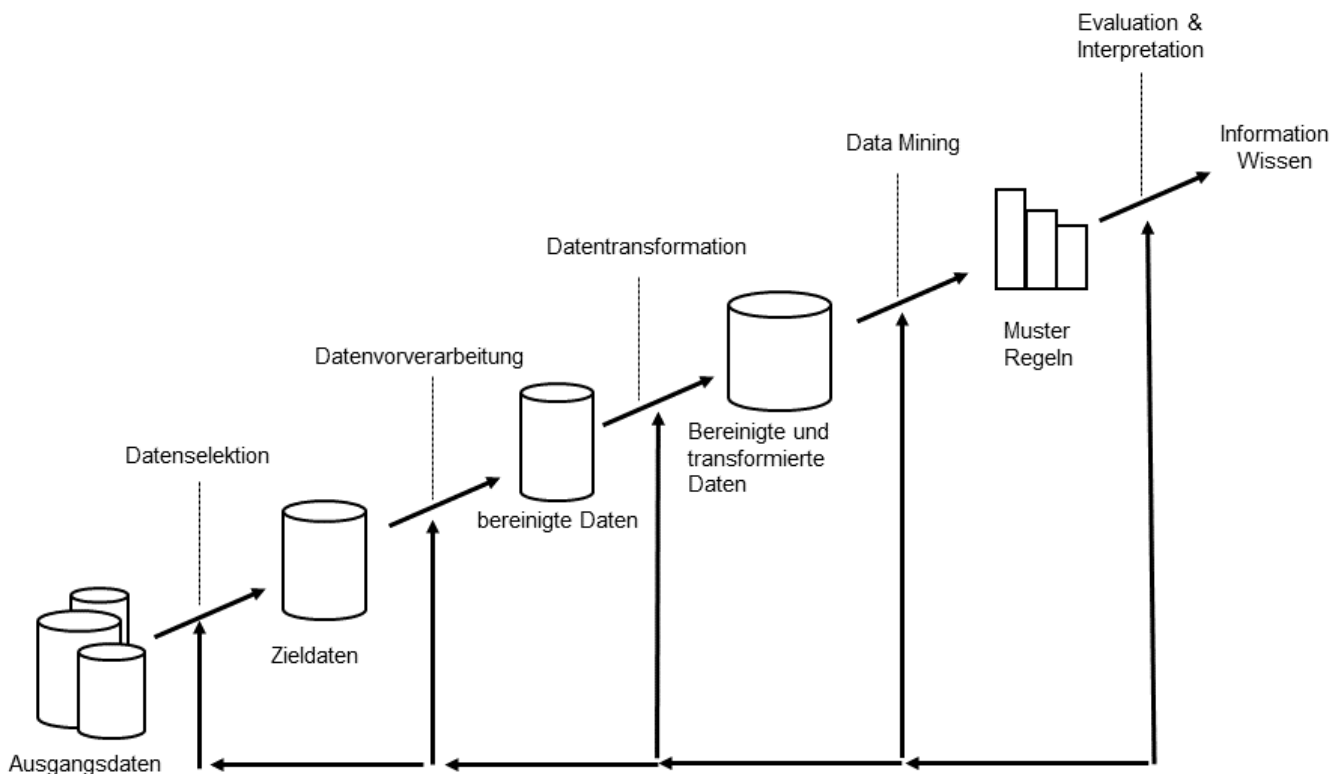 Evaluation &
Interpretation
Information
Wissen
Data Mining
Datentransformation
Muster
Regeln
Datenvorverarbeitung
Bereinigte und
transformierte
Daten
Datenselektion
bereinigte Daten
Zieldaten
Ausgangsdaten